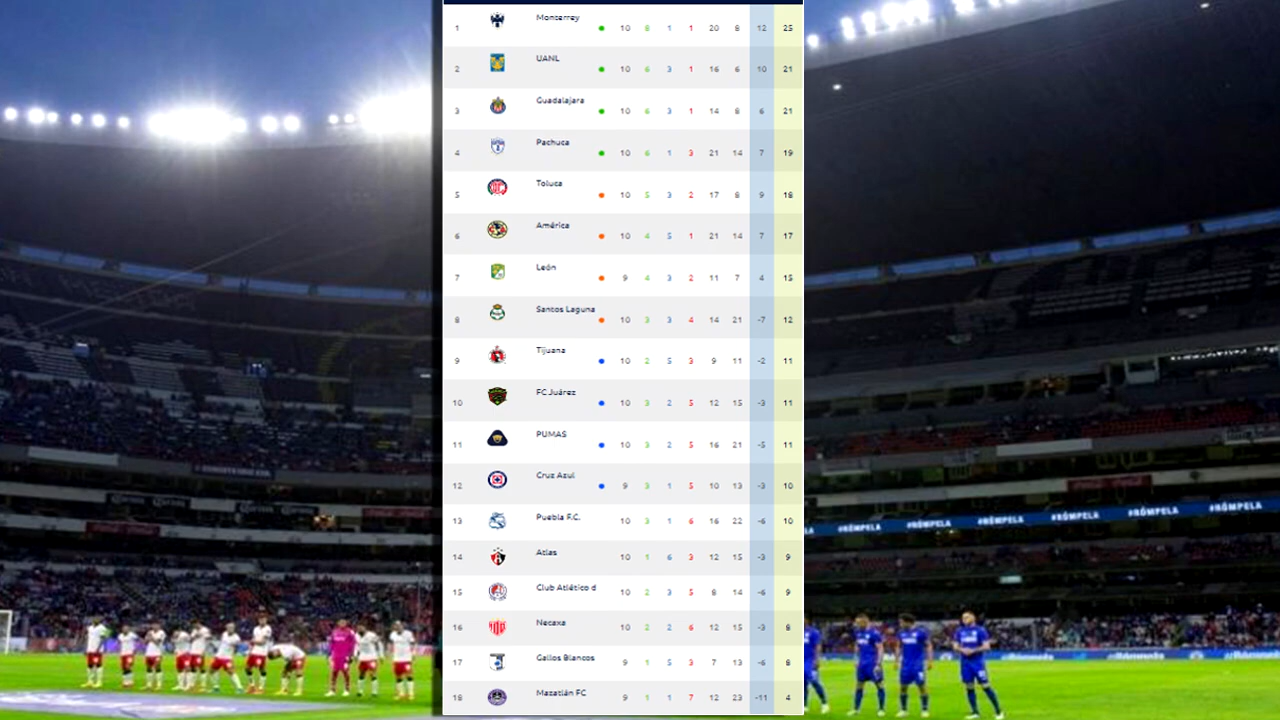 1 Monterrey 10 8 1 1 20 8 12 25
2 UANL 10 6 3 1 16 6 10 21
3 Guadalajara 10 6 3 1 14 8 6 21
4 Pachuca 10 6 1 3 21 14 7 19
5 Toluca 10 5 3 2 17 8 9 18
6 América 10 4 5 1 21 14 7 17
7 León 9 4 3 2 11 7 4 15
8 Santos Laguna 10 3 3 4 14 21 -7 12
9 Tijuana 10 2 5 3 9 11 -2 11
10 FC Juárez 10 3 2 5 12 15 -3 11
11 PUMAS 10 3 2 5 16 21 -5 11
12 Cruz Azul 9 3 1 5 10 13 -3 10
13 Puebla F.C. 10 3 1 6 16 22 -6 10
14 Atlas 10 1 6 3 12 15 -3 9
15 Club Atlético d 10 2 3 5 8 14 -6 9
16 Necaxa 10 2 2 6 12 15 -3 8
17 Gallos Blancos 9 1 5 3 7 13 -6 8
18 Mazatlán FC 9 1 1 7 12 23 -11 4
#RÓMPELA #RÓMPELA #RÓMPELA #RÓMPELA #RÓMPELA